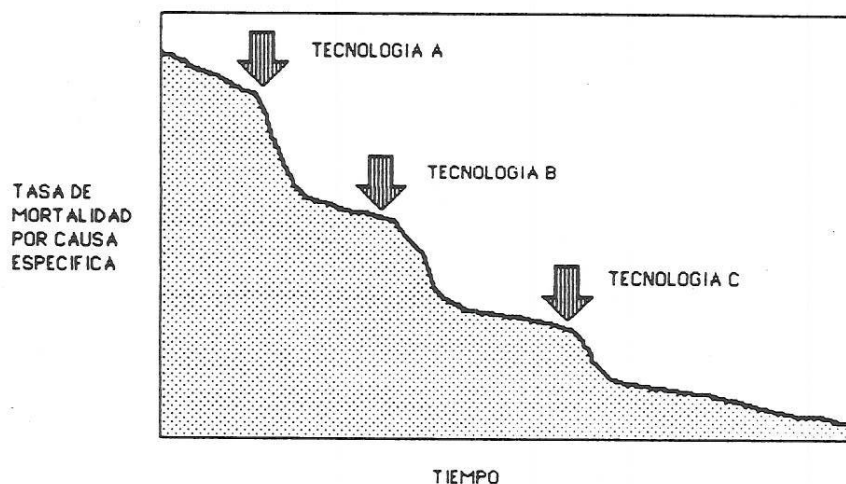 TECNOLOGIA A
TECNOLOGIA B
TASA DE
MORTALIDAD
POR CAUSA
ESPECIFICA
TECNOLOGIA C
TIEMPO